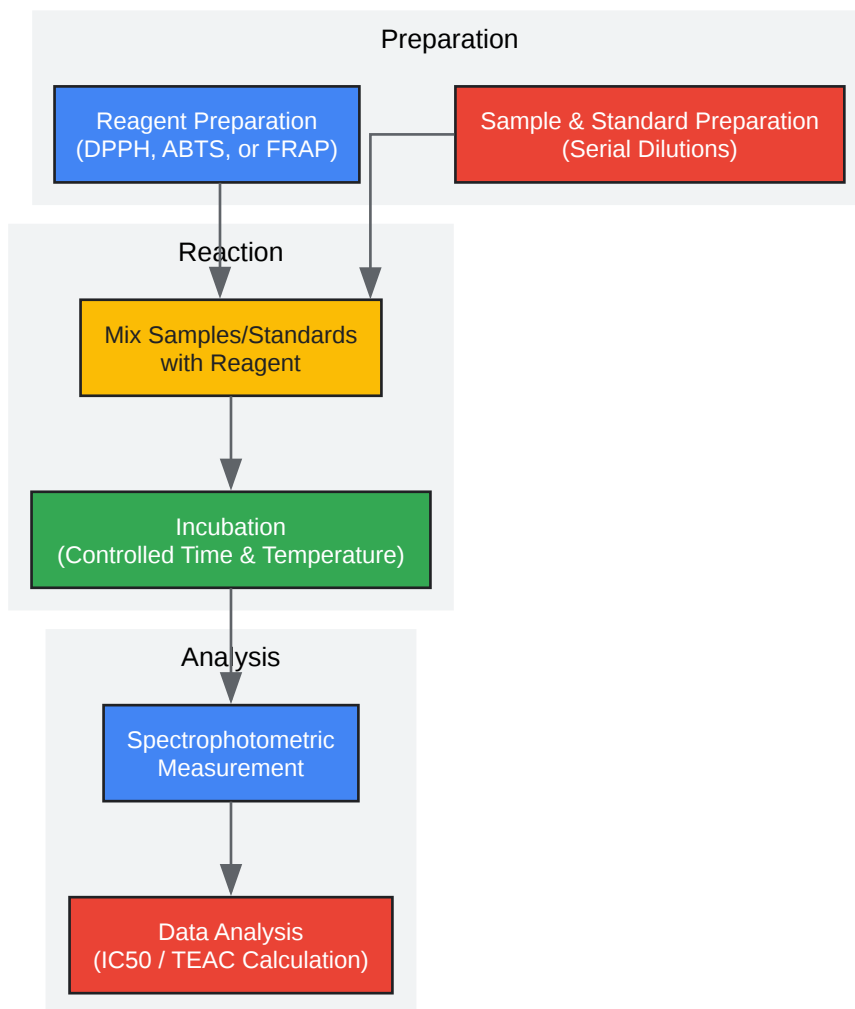 Preparation
Reagent Preparation
(DPPH, ABTS, or FRAP)
Sample & Standard Preparation
(Serial Dilutions)
Reaction
Mix Samples/Standards
with Reagent
Incubation
(Controlled Time & Temperature)
Analysis
Spectrophotometric
Measurement
Data Analysis
(IC50 / TEAC Calculation)